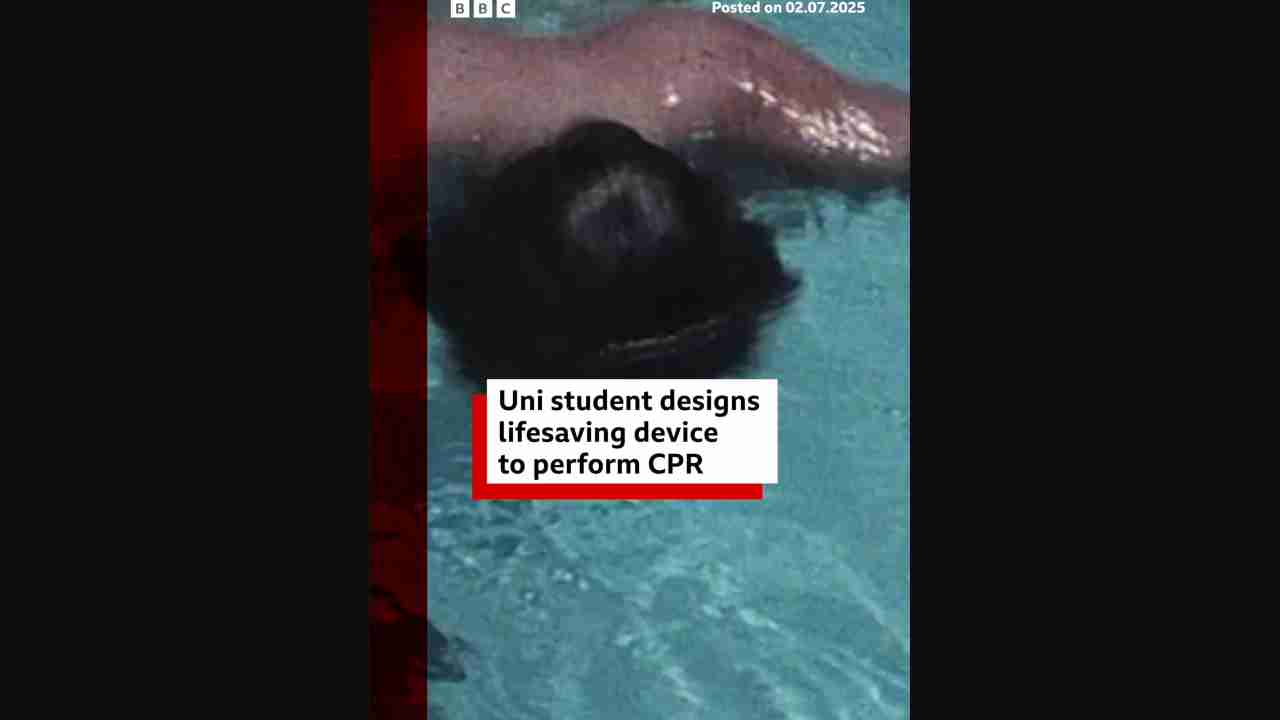 BBC
Posted on 02.07.2025
Uni student designs
lifesaving device
to perform CPR